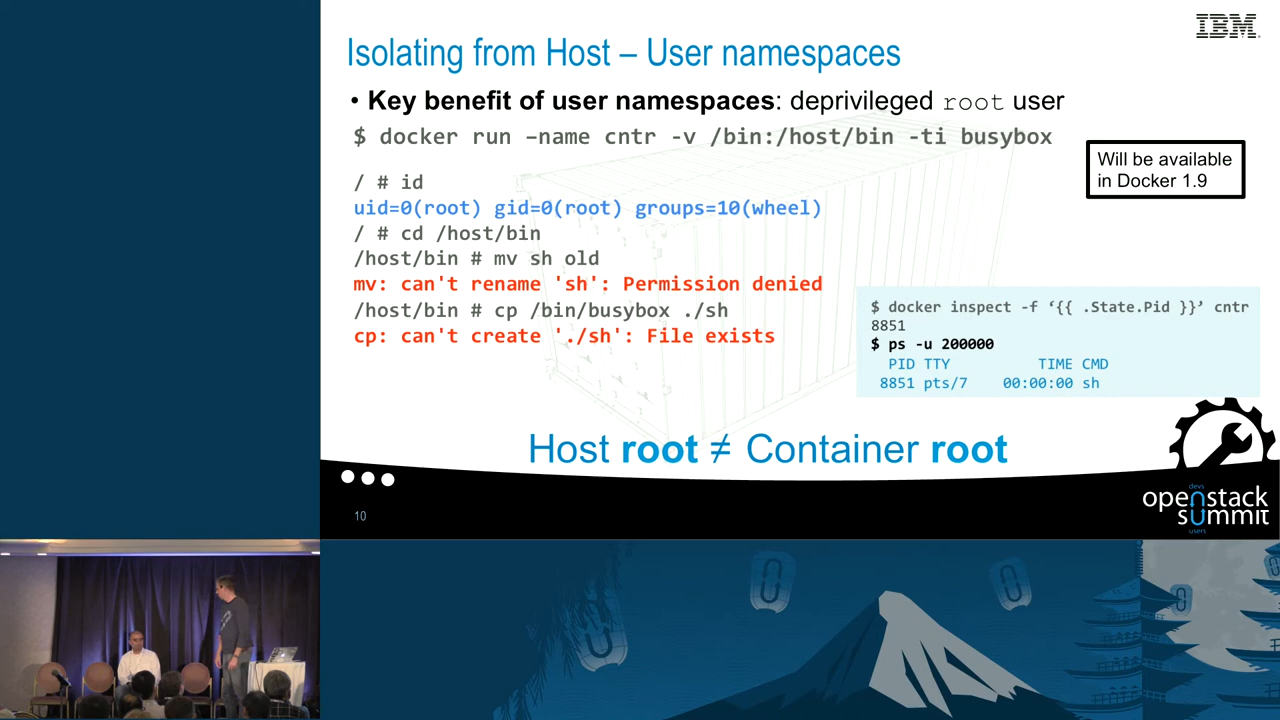 IBM
Isolating from Host – User namespaces
• Key benefit of user namespaces: deprivileged root user
$ docker run –name cntr -v /bin:/host/bin -ti busybox
Will be available
in Docker 1.9
/ # id
uid=0(root) gid=0(root) groups=10(wheel)
/ # cd /host/bin
/host/bin # mv sh old
mv: can't rename 'sh': Permission denied
/host/bin # cp /bin/busybox ./sh
cp: can't create './sh': File exists
$ docker inspect -f ‘{{ .State.Pid }}’ cntr
8851
$ ps -u 200000
PID TTY TIME CMD
8851 pts/7 00:00:00 sh
Host root ≠ Container root
10
devs
openstack
summit
users